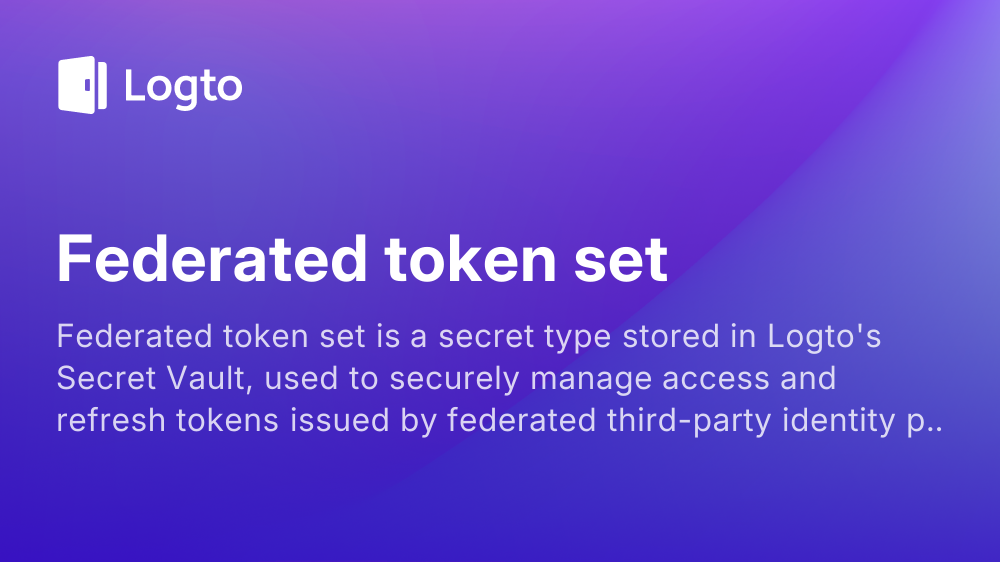 Logto
Federated token set
Federated token set is a secret type stored in Logto's
Secret Vault, used to securely manage access and
refresh tokens issued by federated third-party identity p..